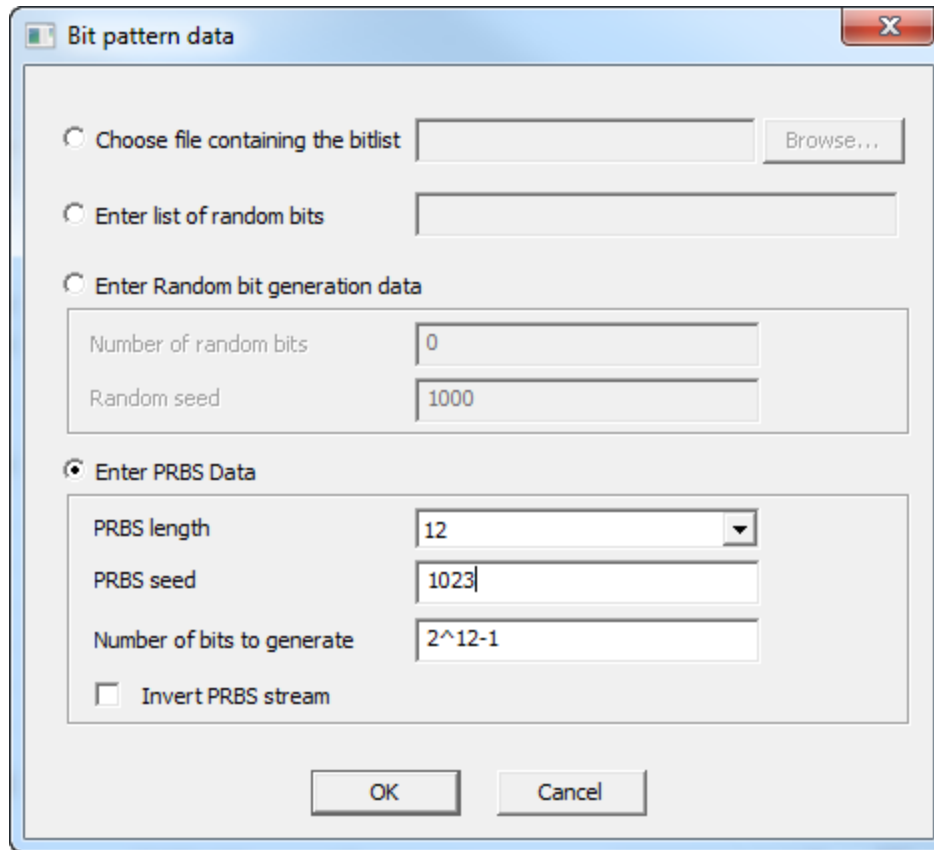 Bit pattern data
Choose file containing the bitlist Browse...
Enter list of random bits
Enter Random bit generation data
Number of random bits 0
Random seed 1000
Enter PRBS Data
PRBS length 12
PRBS seed 1023
Number of bits to generate 2^12-1
Invert PRBS stream
OK Cancel